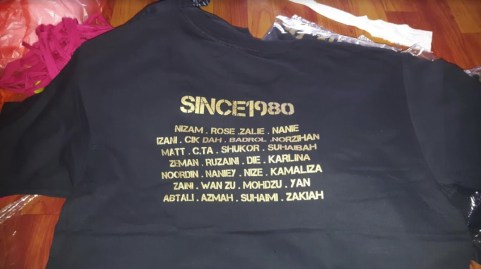 SINCE1980
NIZAM . ROSE . ZALIE . NANIE
IZANI . CIK DAH . BADROL . NORZIHAN
MATT . C.TA . SHUKOR . SUHAIBAH
ZEMAN . RUZAINI . DIE . KARLINA
NOORDIN . NANIEY . NIZE . KAMALIZA
ZAINI . WAN ZU . MOHDZU . YAN
ABTALI . AZMAH . SUHAIMI . ZAKIAH